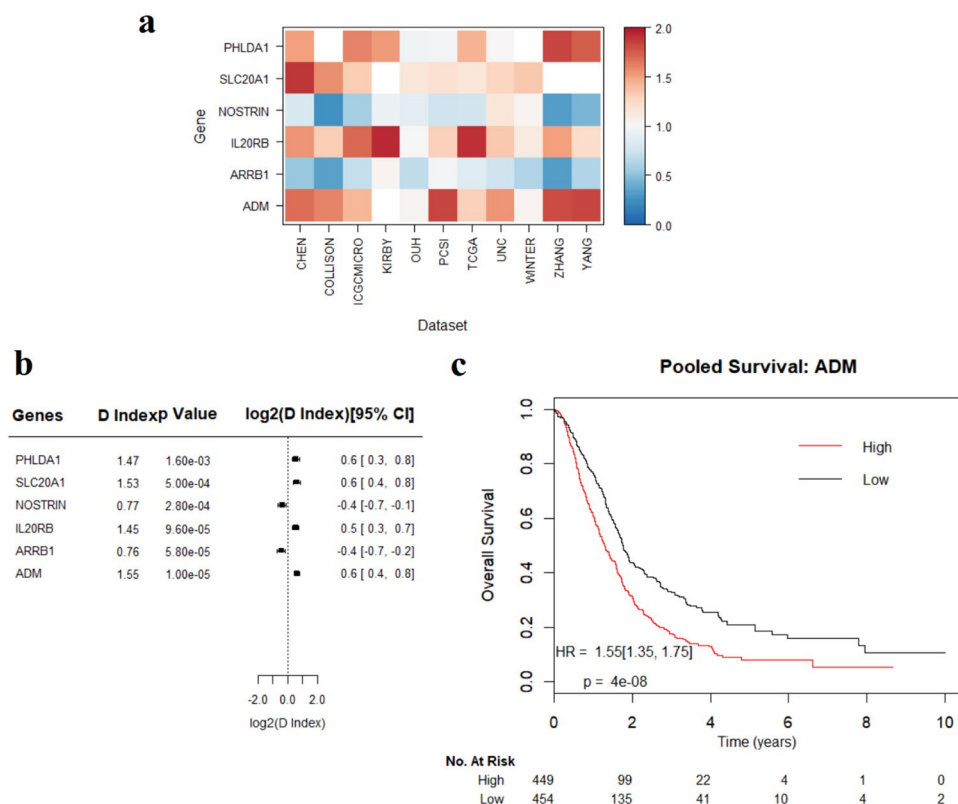 a
PHLDA1
SLC20A1
NOSTRIN
IL20RB
ARRB1
ADM
Gene
CHEN
COLLISON
ICGCMICRO
KIRBY
OUH
PCSI
TCGA
UNC
WINTER
ZHANG
YANG
Dataset
2.0
1.5
1.0
0.5
0.0
b
Genes D Index p Value log2(D Index)[95% CI]
PHLDA1 1.47 1.60e-03 0.6 [ 0.3, 0.8]
SLC20A1 1.53 5.00e-04 0.6 [ 0.4, 0.8]
NOSTRIN 0.77 2.80e-04 -0.4 [-0.7, -0.1]
IL20RB 1.45 9.60e-05 0.5 [ 0.3, 0.7]
ARRB1 0.76 5.80e-05 -0.4 [-0.7, -0.2]
ADM 1.55 1.00e-05 0.6 [ 0.4, 0.8]
-2.0 0.0 2.0
log2(D Index)
c
Pooled Survival: ADM
Overall Survival
1.0
0.8
0.6
0.4
0.2
0.0
High
Low
HR = 1.55[1.35, 1.75]
p = 4e-08
0 2 4 6 8 10
Time (years)
No. At Risk
High 449 99 22 4 1 0
Low 454 135 41 10 4 2